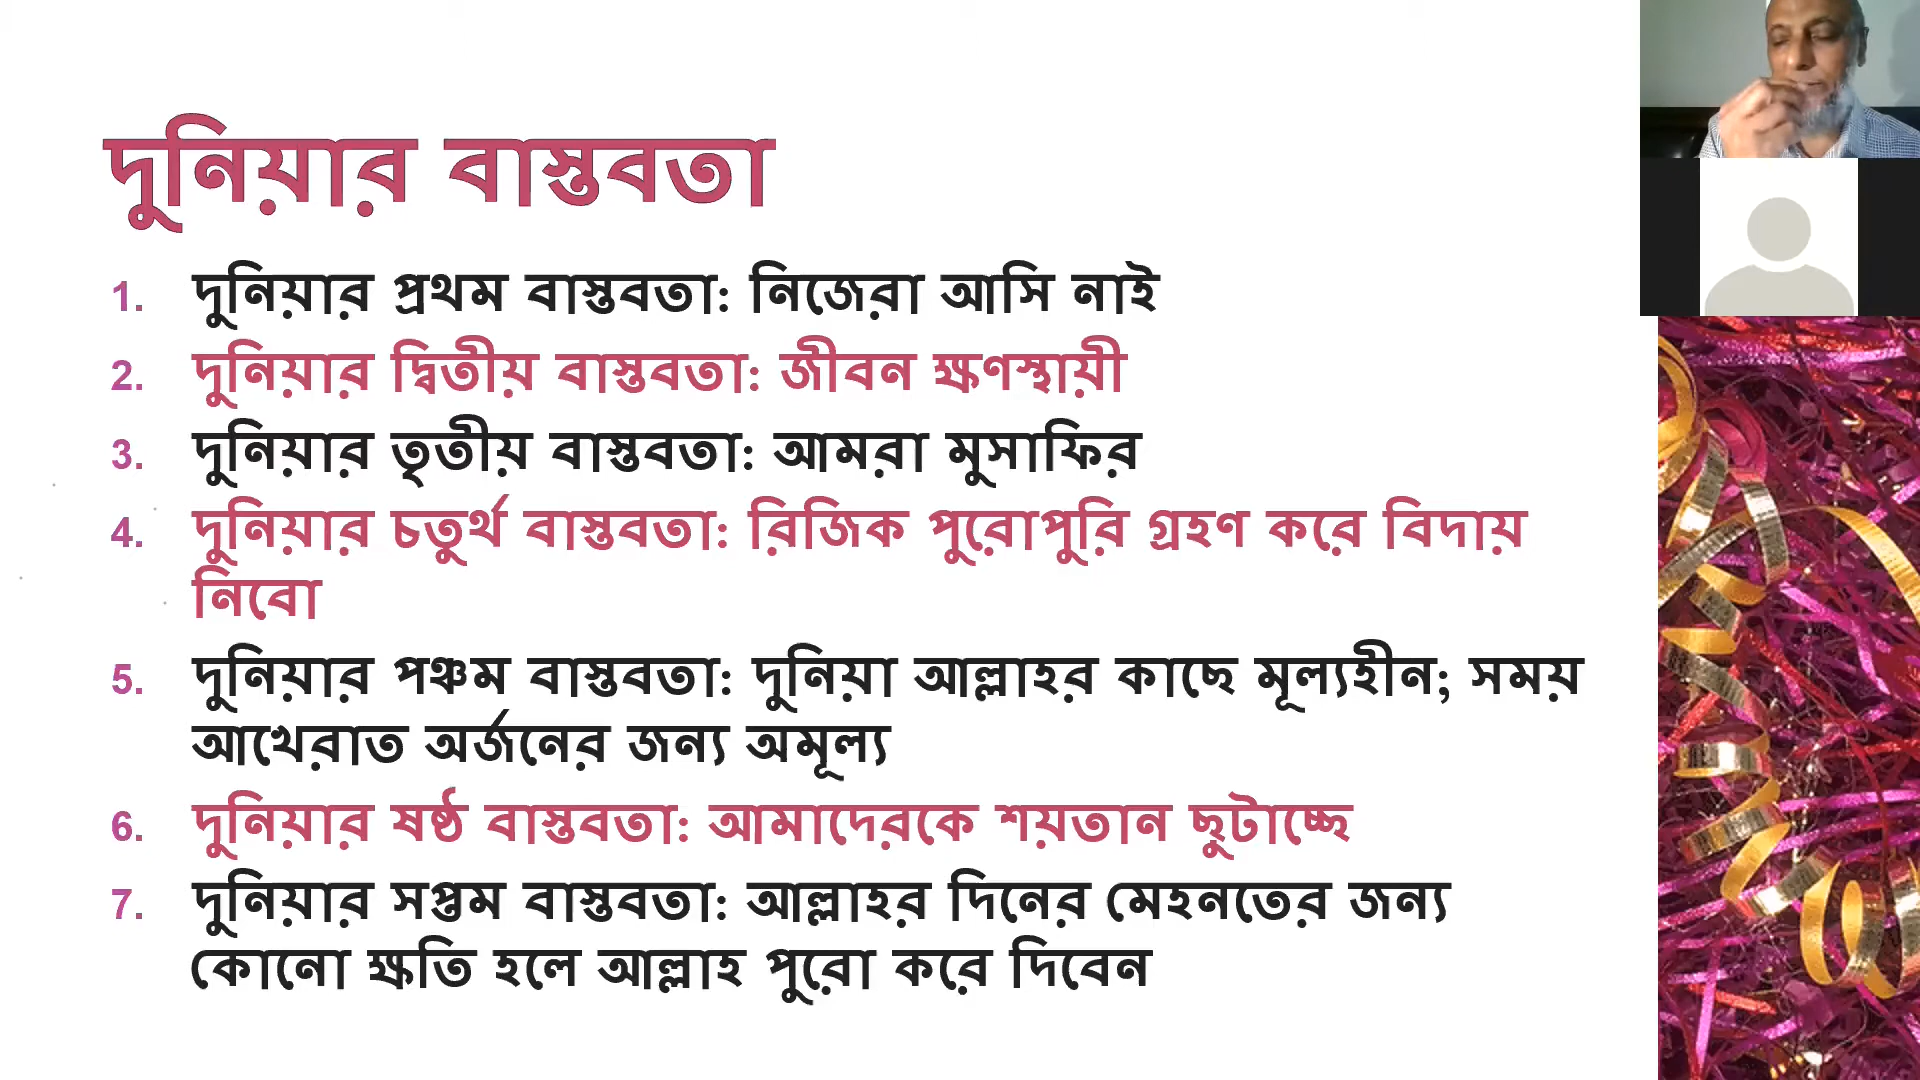 দুনিয়ার বাস্তবতা
1. দুনিয়ার প্রথম বাস্তবতা: নিজেরা আসি নাই
2. দুনিয়ার দ্বিতীয় বাস্তবতা: জীবন ক্ষণস্থায়ী
3. দুনিয়ার তৃতীয় বাস্তবতা: আমরা মুসাফির
4. দুনিয়ার চতুর্থ বাস্তবতা: রিজিক পুরোপুরি গ্রহণ করে বিদায়
নিবো
5. দুনিয়ার পঞ্চম বাস্তবতা: দুনিয়া আল্লাহর কাছে মূল্যহীন; সময়
আখেরাত অর্জনের জন্য অমূল্য
6. দুনিয়ার ষষ্ঠ বাস্তবতা: আমাদেরকে শয়তান ছুটাচ্ছে
7. দুনিয়ার সপ্তম বাস্তবতা: আল্লাহর দিনের মেহনতের জন্য
কোনো ক্ষতি হলে আল্লাহ পুরো করে দিবেন